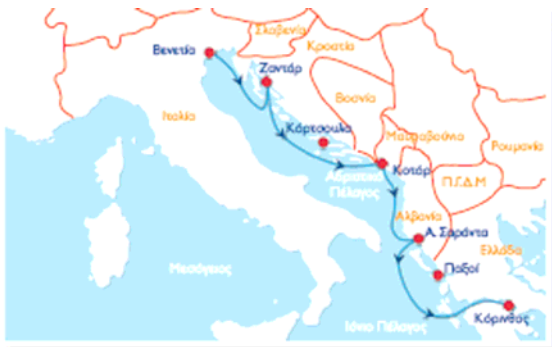 Σλοβενία
Βενετία
Κροατία
Ζαντάρ
Βοσνία
Ιταλία
Κόρτσουλα
Μαυροβούνιο
Ρουμανία
Κοτόρ
Αδριατικό
Πέλαγος
Π.Γ.Δ.Μ
Αλβανία
Α. Σαράντα
Ελλάδα
Μεσόγειος
Παξοί
Κόρινθος
Ιόνιο Πέλαγος